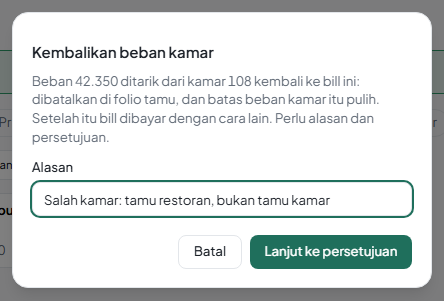 Kembalikan beban kamar
Beban 42.350 ditarik dari kamar 108 kembali ke bill ini:
dibatalkan di folio tamu, dan batas beban kamar itu pulih.
Setelah itu bill dibayar dengan cara lain. Perlu alasan dan
persetujuan.
Alasan
Salah kamar: tamu restoran, bukan tamu kamar
Batal
Lanjut ke persetujuan